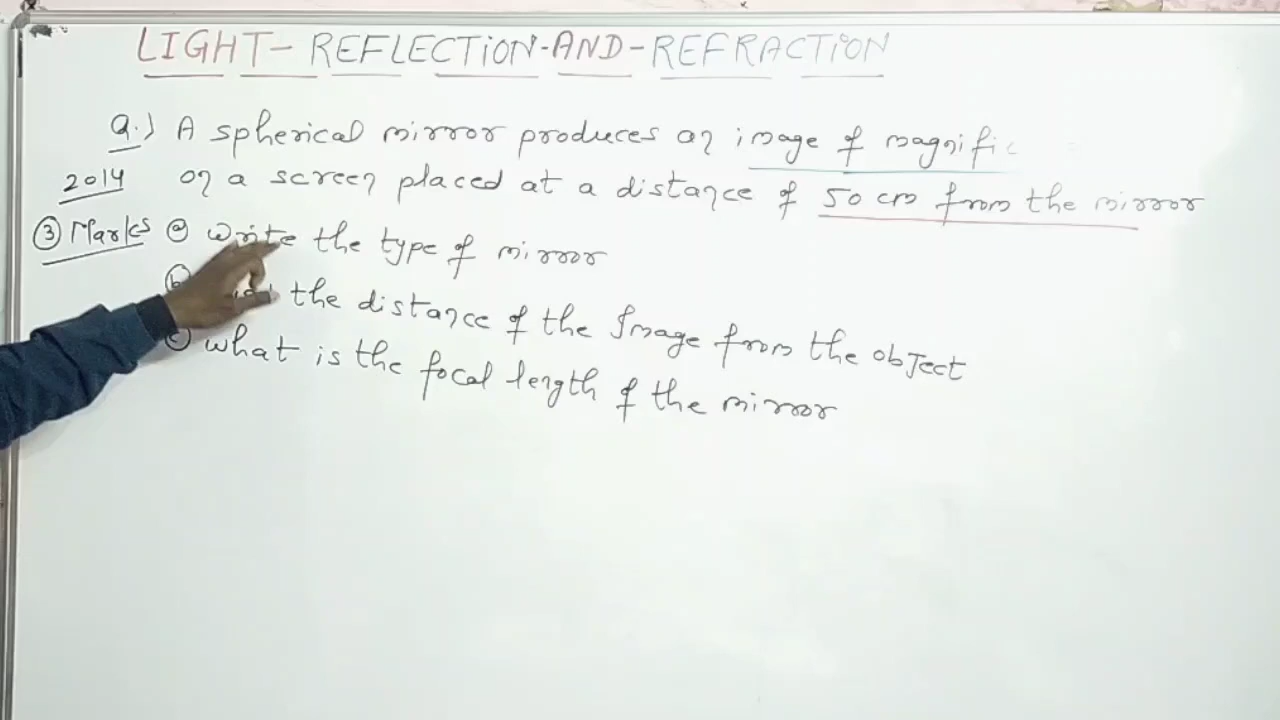 LIGHT-REFLECTION-AND-REFRACTION
Q.) A spherical mirror produces an image of magnific
2014 on a screen placed at a distance of 50 cm from the mirror
③ Marks ⓐ Write the type of mirror
the distance of the Image from the object
ⓒ what is the focal length of the mirror